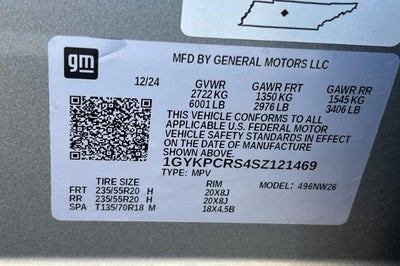 gm
MFD BY GENERAL MOTORS LLC
12/24 GVWR GAWR FRT GAWR RR
2722 KG 1350 KG 1545 KG
6001 LB 2976 LB 3406 LB
THIS VEHICLE CONFORMS TO ALL
APPLICABLE U.S. FEDERAL MOTOR
VEHICLE SAFETY STANDARDS IN EFFECT
ON THE DATE OF MANUFACTURE SHOWN ABOVE.
1GYKPCRS4SZ121469
TYPE: MPV
TIRE SIZE RIM MODEL: 496NW26
FRT 235/55R20 H 20X8J
RR 235/55R20 H 20X8J
SPA T135/70R18 M 18X4.5B